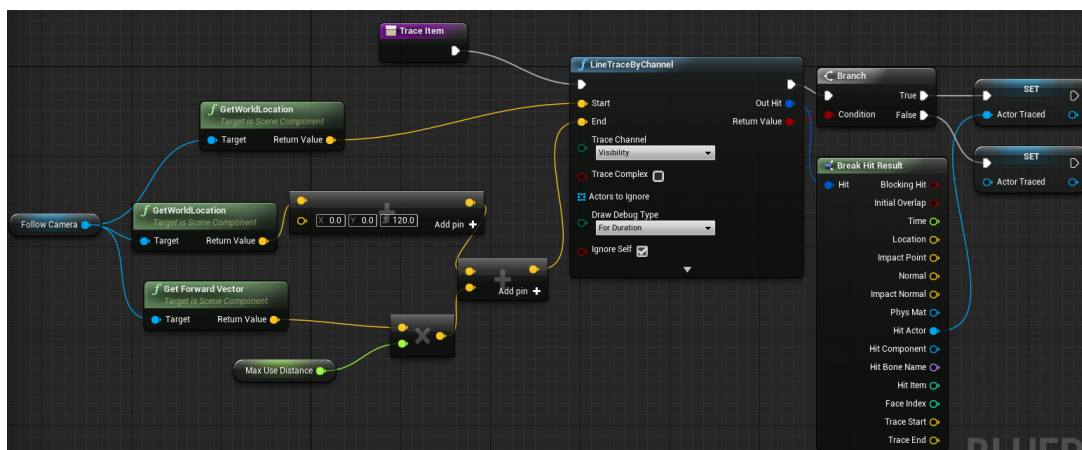 Trace Item
LineTraceByChannel
Start
Out Hit
End
Return Value
Trace Channel
Visibility
Trace Complex
Actors to Ignore
Draw Debug Type
For Duration
Ignore Self
Branch
True
Condition
False
SET
Actor Traced
SET
Actor Traced
Break Hit Result
Hit
Blocking Hit
Initial Overlap
Time
Location
Impact Point
Normal
Impact Normal
Phys Mat
Hit Actor
Hit Component
Hit Bone Name
Hit Item
Face Index
Trace Start
Trace End
GetWorldLocation
Target is Scene Component
Target
Return Value
Follow Camera
GetWorldLocation
Target is Scene Component
Target
Return Value
X 0.0 Y 0.0 Z 120.0
Add pin +
Get Forward Vector
Target is Scene Component
Target
Return Value
Add pin +
Max Use Distance